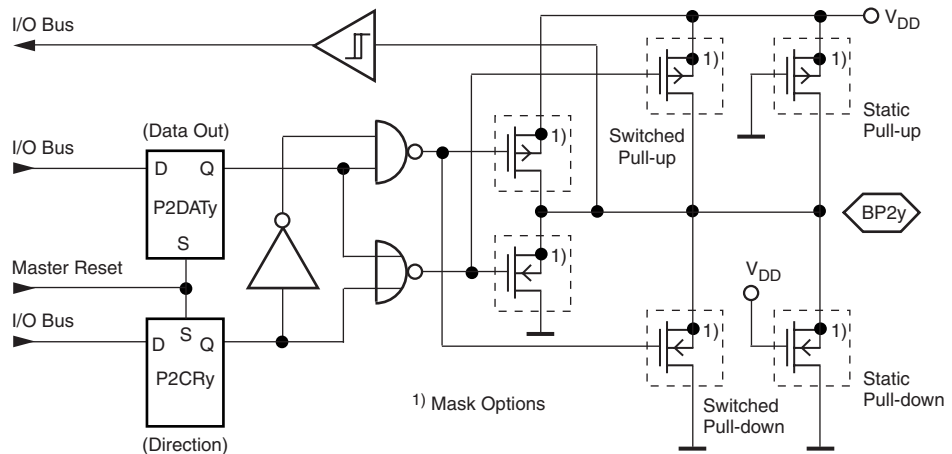 I/O Bus
V_DD
1)
1)
Static
Pull-up
Switched
Pull-up
(Data Out)
I/O Bus
D
Q
P2DATy
S
1)
1)
BP2y
Master Reset
I/O Bus
V_DD
D
S
Q
P2CRy
1)
1)
1) Mask Options
Switched
Pull-down
Static
Pull-down
(Direction)